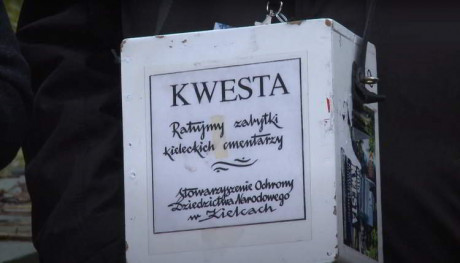 KWESTA
Ratujmy zabytki
kieleckich cmentarzy
Stowarzyszenie Ochrony
Dziedzictwa Narodowego
w Kielcach